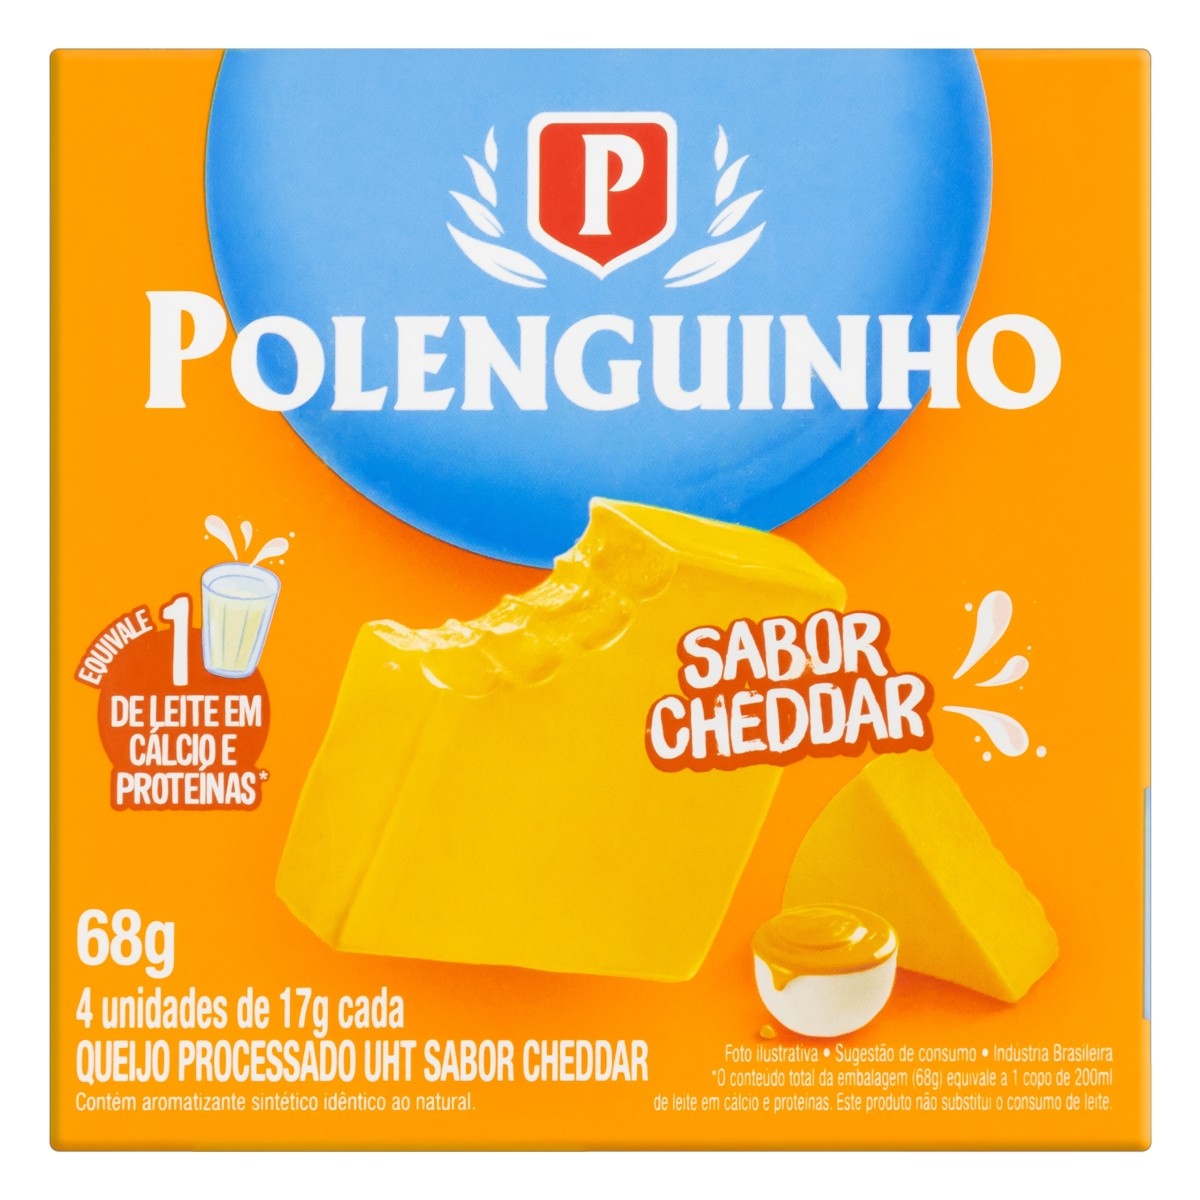 P
POLENGUINHO
EQUIVALE 1
DE LEITE EM
CÁLCIO E
PROTEÍNAS*
SABOR
CHEDDAR
68g
4 unidades de 17g cada
QUEIJO PROCESSADO UHT SABOR CHEDDAR
Contém aromatizante sintético idêntico ao natural.
Foto ilustrativa • Sugestão de consumo • Indústria Brasileira
*O conteúdo total da embalagem (68g) equivale a 1 copo de 200ml
de leite em cálcio e proteínas. Este produto não substitui o consumo de leite.